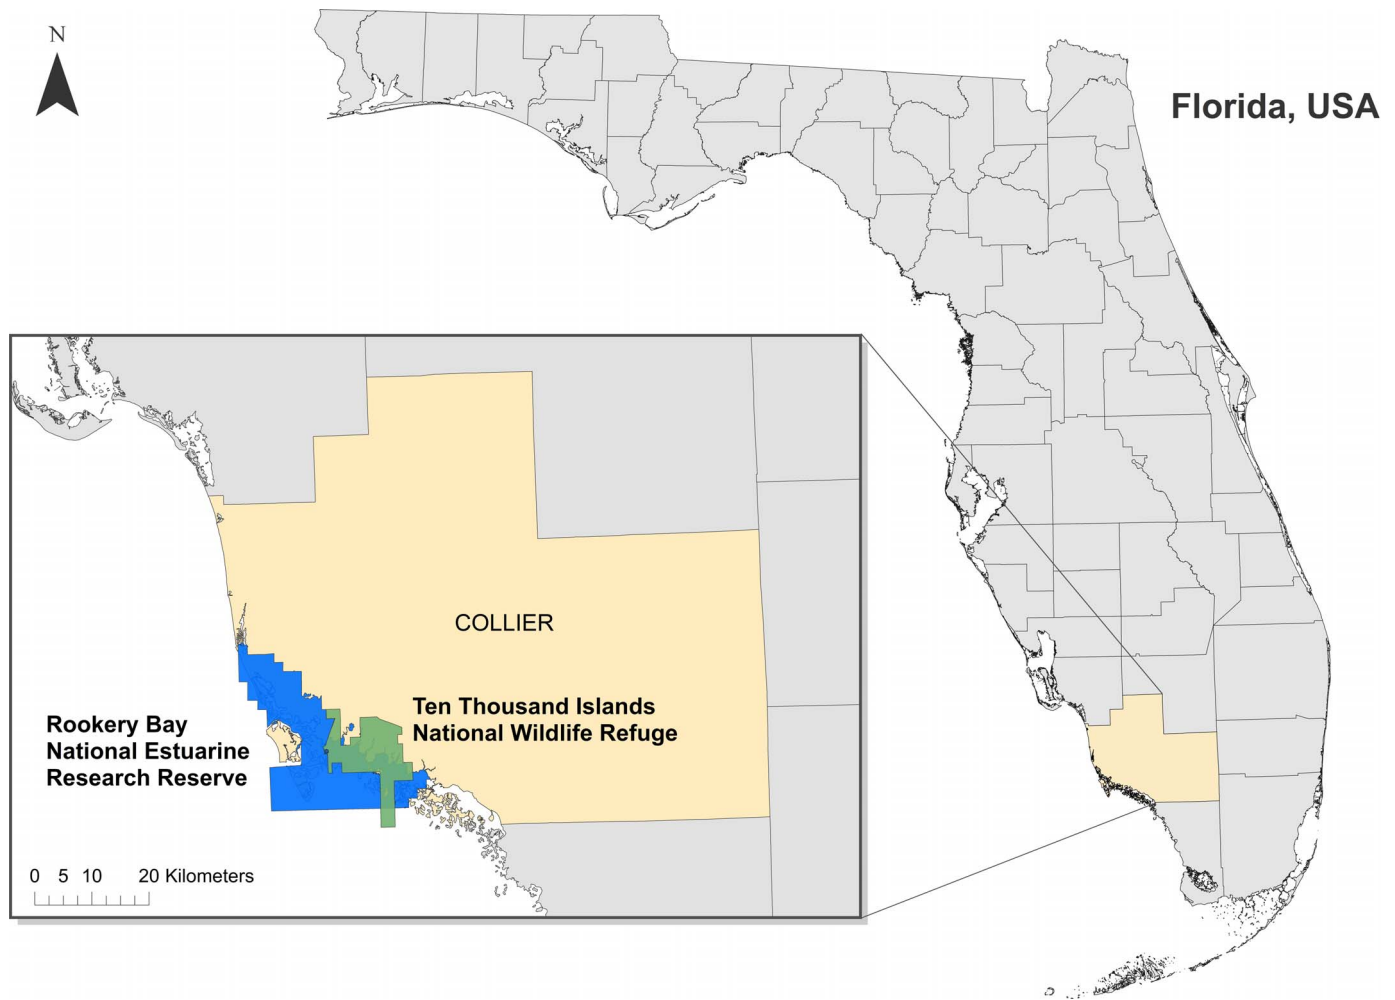 N
Florida, USA
COLLIER
Ten Thousand Islands
National Wildlife Refuge
Rookery Bay
National Estuarine
Research Reserve
0 5 10 20 Kilometers